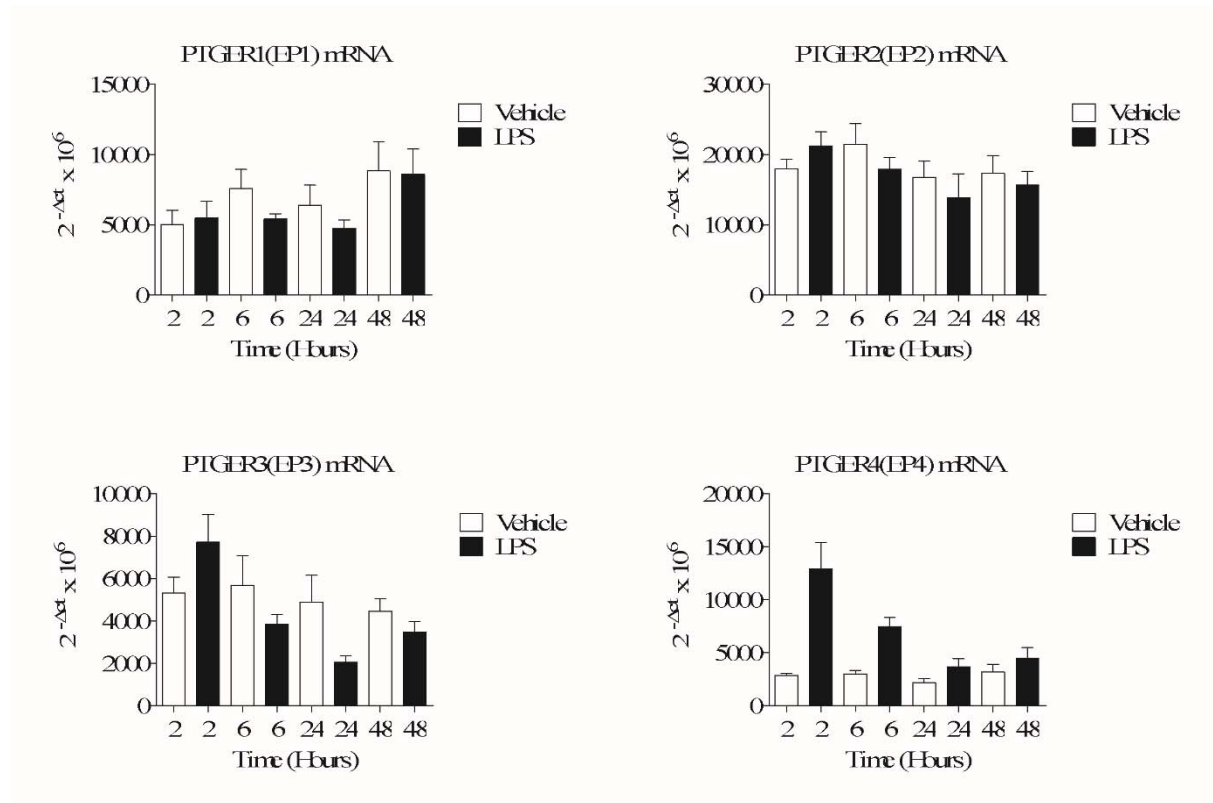 PTGER1(EP1) mRNA
15000
10000
5000
0
2^-Δct x 10^6
2 2 6 6 24 24 48 48
Time (Hours)
Vehicle
LPS
PTGER2(EP2) mRNA
30000
20000
10000
0
2^-Δct x 10^6
2 2 6 6 24 24 48 48
Time (Hours)
Vehicle
LPS
PTGER3(EP3) mRNA
10000
8000
6000
4000
2000
0
2^-Δct x 10^6
2 2 6 6 24 24 48 48
Time (Hours)
Vehicle
LPS
PTGER4(EP4) mRNA
20000
15000
10000
5000
0
2^-Δct x 10^6
2 2 6 6 24 24 48 48
Time (Hours)
Vehicle
LPS